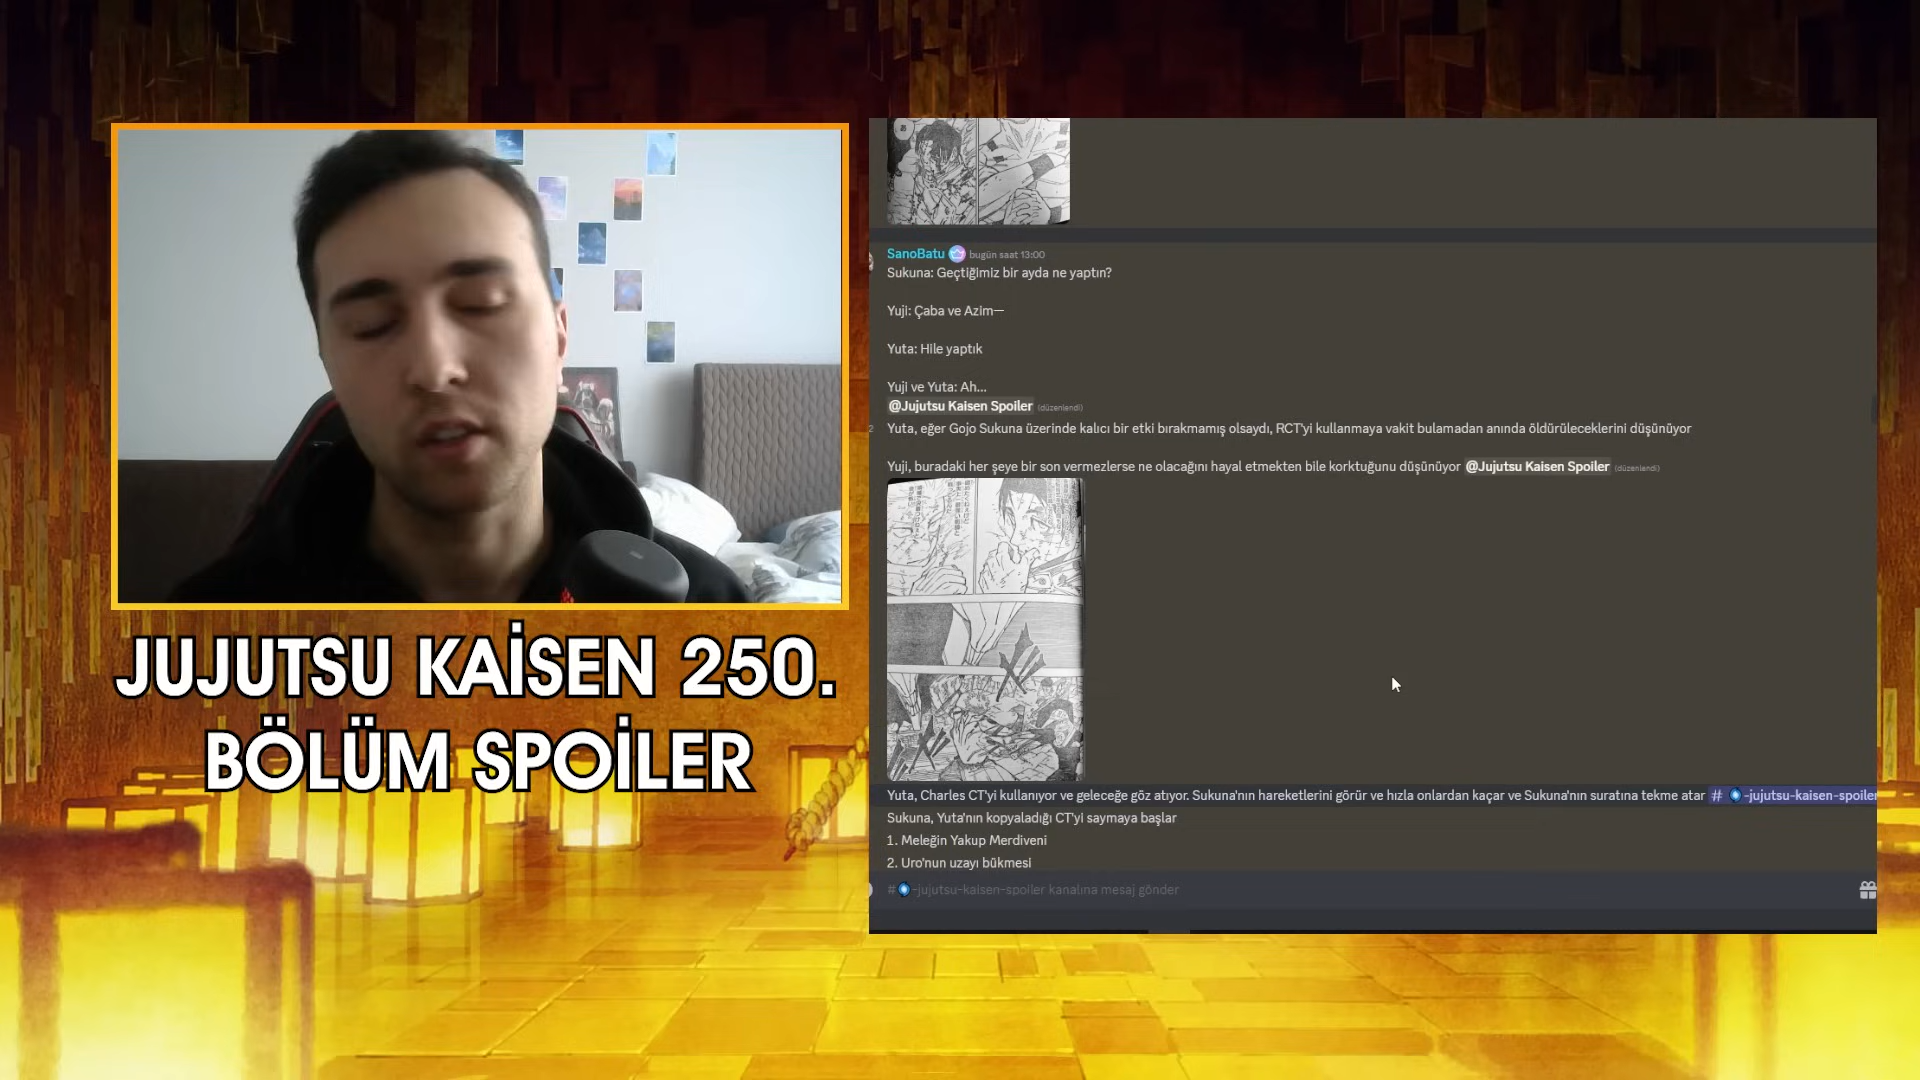 JUJUTSU KAİSEN 250.
BÖLÜM SPOİLER
SanoBatu bugün saat 13:00
Sukuna: Geçtiğimiz bir ayda ne yaptın?
Yuji: Çaba ve Azim—
Yuta: Hile yaptık
Yuji ve Yuta: Ah...
@Jujutsu Kaisen Spoiler (düzenlendi)
Yuta, eğer Gojo Sukuna üzerinde kalıcı bir etki bırakmamış olsaydı, RCT'yi kullanmaya vakit bulamadan anında öldürüleceklerini düşünüyor
Yuji, buradaki her şeye bir son vermezlerse ne olacağını hayal etmekten bile korktuğunu düşünüyor @Jujutsu Kaisen Spoiler (düzenlendi)
Yuta, Charles CT'yi kullanıyor ve geleceğe göz atıyor. Sukuna'nın hareketlerini görür ve hızla onlardan kaçar ve Sukuna'nın suratına tekme atar # -jujutsu-kaisen-spoiler
Sukuna, Yuta'nın kopyaladığı CT'yi saymaya başlar
1. Meleğin Yakup Merdiveni
2. Uro'nun uzayı bükmesi
# -jujutsu-kaisen-spoiler kanalına mesaj gönder